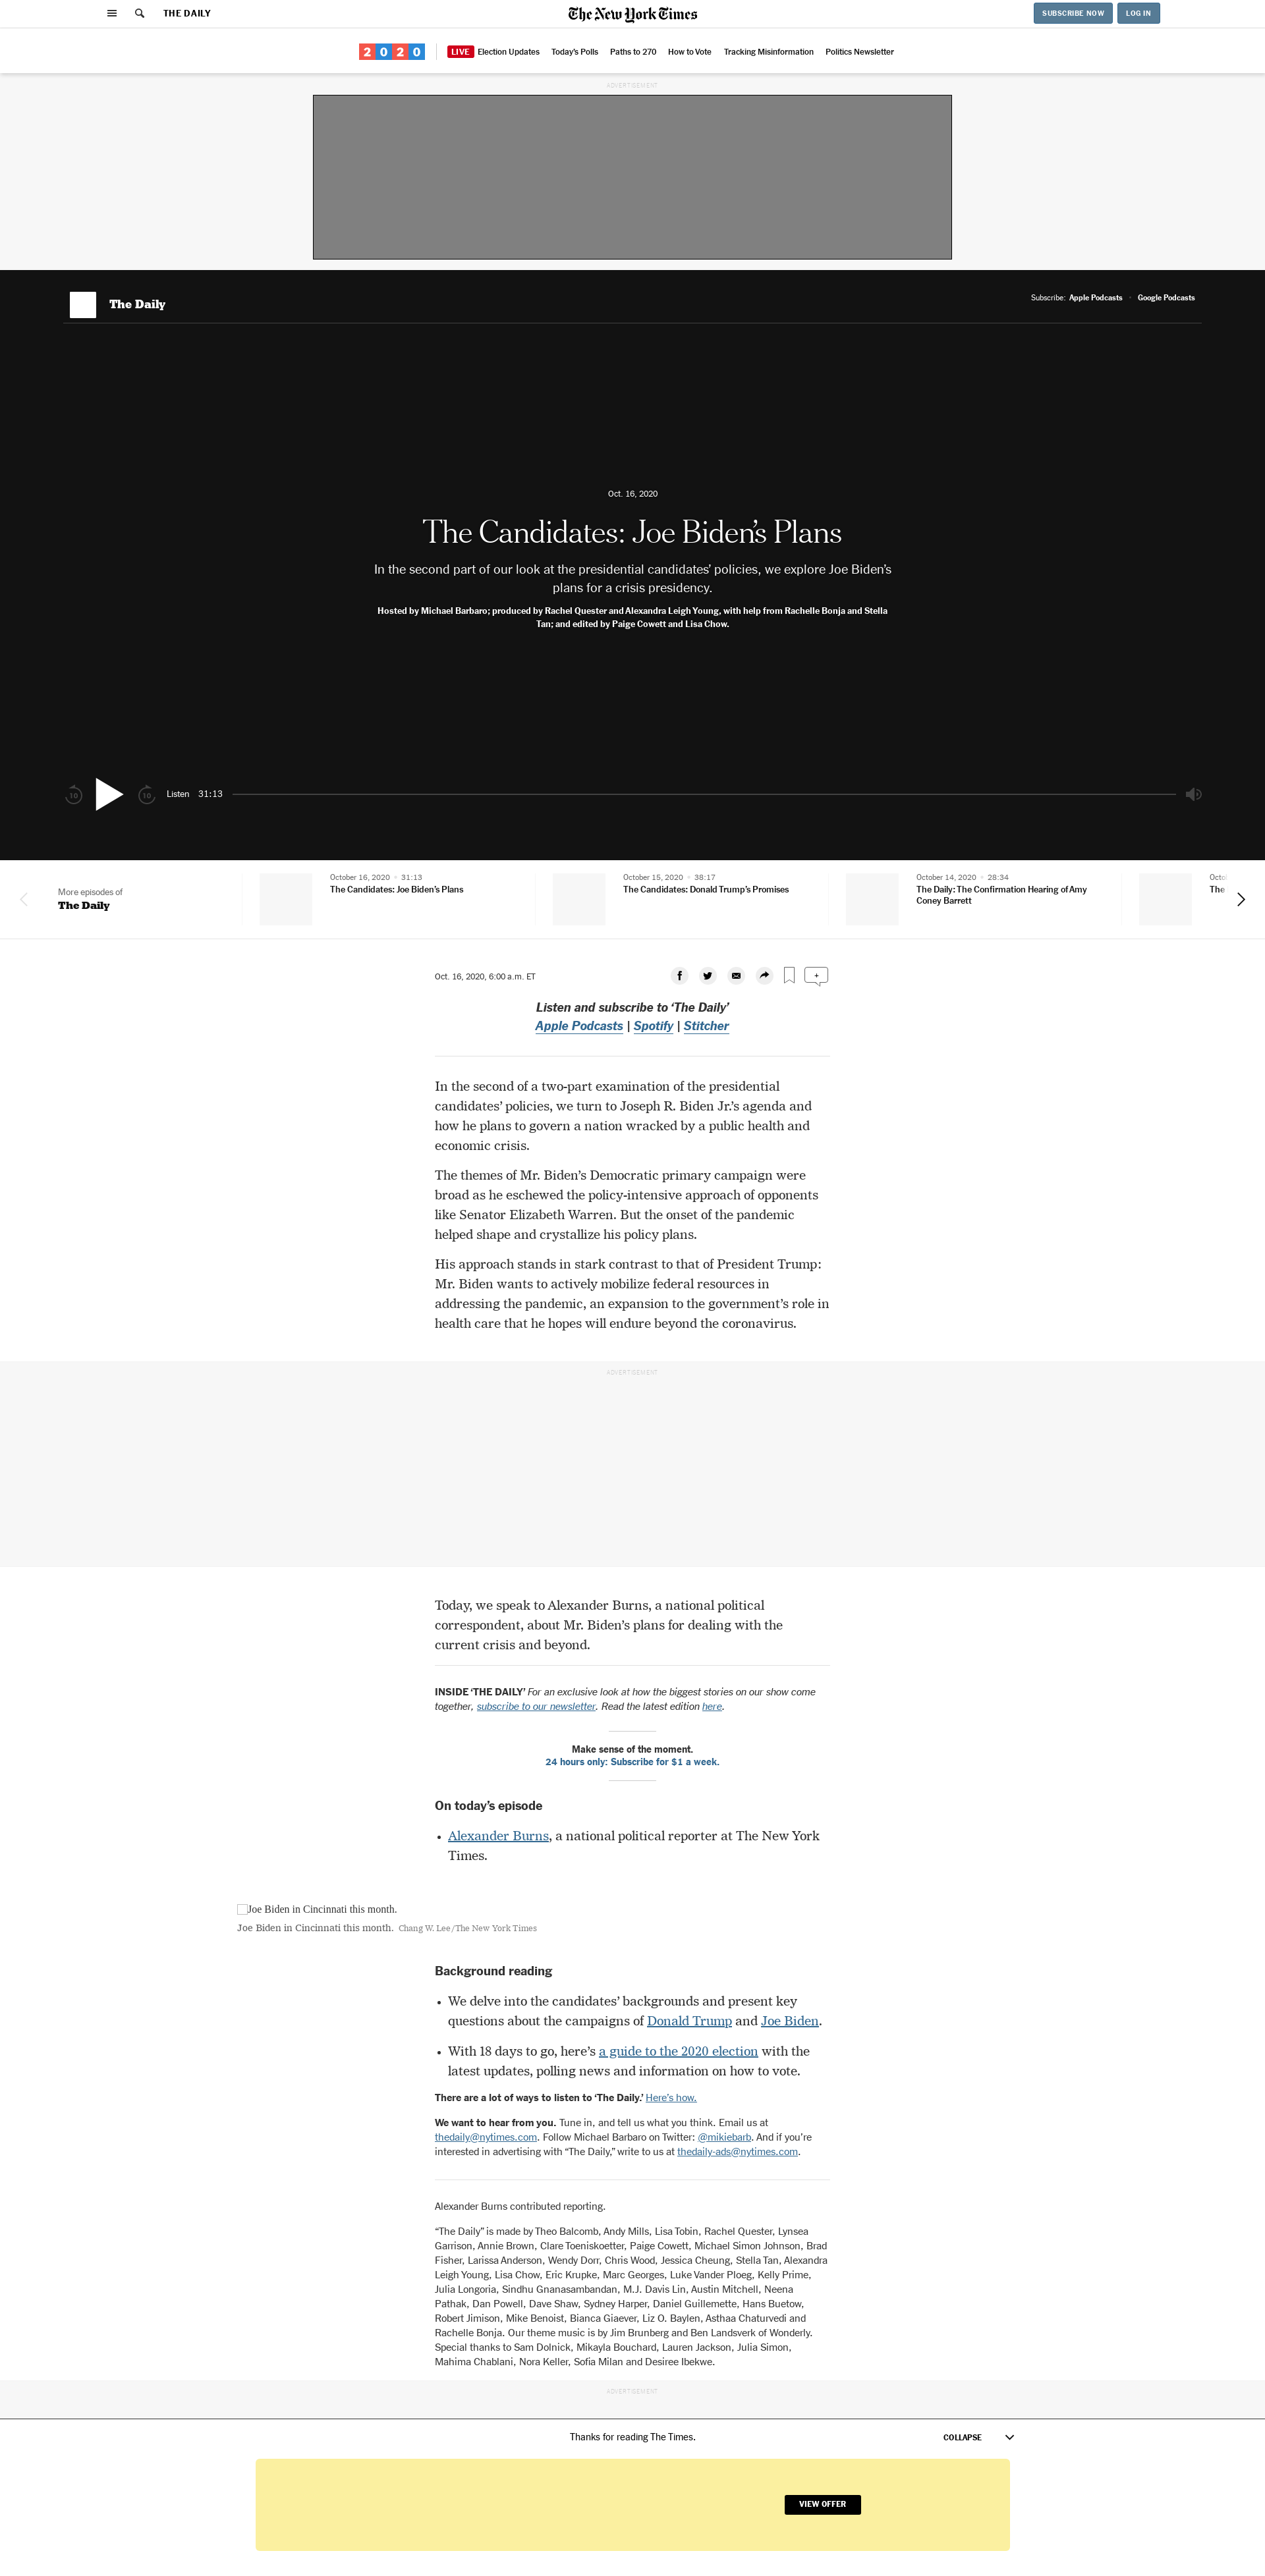 THE DAILY
The New York Times
SUBSCRIBE NOW
LOG IN
2020
LIVE Election Updates Today's Polls Paths to 270 How to Vote Tracking Misinformation Politics Newsletter
ADVERTISEMENT
The Daily
Subscribe: Apple Podcasts • Google Podcasts
Oct. 16, 2020
The Candidates: Joe Biden’s Plans
In the second part of our look at the presidential candidates’ policies, we explore Joe Biden’s
plans for a crisis presidency.
Hosted by Michael Barbaro; produced by Rachel Quester and Alexandra Leigh Young, with help from Rachelle Bonja and Stella
Tan; and edited by Paige Cowett and Lisa Chow.
10
10
Listen 31:13
More episodes of
The Daily
October 16, 2020 • 31:13
The Candidates: Joe Biden’s Plans
October 15, 2020 • 38:17
The Candidates: Donald Trump’s Promises
October 14, 2020 • 28:34
The Daily: The Confirmation Hearing of Amy
Coney Barrett
Octo
The
Oct. 16, 2020, 6:00 a.m. ET
+
Listen and subscribe to ‘The Daily’
Apple Podcasts | Spotify | Stitcher
In the second of a two-part examination of the presidential
candidates’ policies, we turn to Joseph R. Biden Jr.’s agenda and
how he plans to govern a nation wracked by a public health and
economic crisis.
The themes of Mr. Biden’s Democratic primary campaign were
broad as he eschewed the policy-intensive approach of opponents
like Senator Elizabeth Warren. But the onset of the pandemic
helped shape and crystallize his policy plans.
His approach stands in stark contrast to that of President Trump:
Mr. Biden wants to actively mobilize federal resources in
addressing the pandemic, an expansion to the government’s role in
health care that he hopes will endure beyond the coronavirus.
ADVERTISEMENT
Today, we speak to Alexander Burns, a national political
correspondent, about Mr. Biden’s plans for dealing with the
current crisis and beyond.
INSIDE ‘THE DAILY’ For an exclusive look at how the biggest stories on our show come
together, subscribe to our newsletter. Read the latest edition here.
Make sense of the moment.
24 hours only: Subscribe for $1 a week.
On today’s episode
• Alexander Burns, a national political reporter at The New York
Times.
Joe Biden in Cincinnati this month.
Joe Biden in Cincinnati this month. Chang W. Lee/The New York Times
Background reading
• We delve into the candidates’ backgrounds and present key
questions about the campaigns of Donald Trump and Joe Biden.
• With 18 days to go, here’s a guide to the 2020 election with the
latest updates, polling news and information on how to vote.
There are a lot of ways to listen to ‘The Daily.’ Here’s how.
We want to hear from you. Tune in, and tell us what you think. Email us at
thedaily@nytimes.com. Follow Michael Barbaro on Twitter: @mikiebarb. And if you’re
interested in advertising with “The Daily,” write to us at thedaily-ads@nytimes.com.
Alexander Burns contributed reporting.
“The Daily” is made by Theo Balcomb, Andy Mills, Lisa Tobin, Rachel Quester, Lynsea
Garrison, Annie Brown, Clare Toeniskoetter, Paige Cowett, Michael Simon Johnson, Brad
Fisher, Larissa Anderson, Wendy Dorr, Chris Wood, Jessica Cheung, Stella Tan, Alexandra
Leigh Young, Lisa Chow, Eric Krupke, Marc Georges, Luke Vander Ploeg, Kelly Prime,
Julia Longoria, Sindhu Gnanasambandan, M.J. Davis Lin, Austin Mitchell, Neena
Pathak, Dan Powell, Dave Shaw, Sydney Harper, Daniel Guillemette, Hans Buetow,
Robert Jimison, Mike Benoist, Bianca Giaever, Liz O. Baylen, Asthaa Chaturvedi and
Rachelle Bonja. Our theme music is by Jim Brunberg and Ben Landsverk of Wonderly.
Special thanks to Sam Dolnick, Mikayla Bouchard, Lauren Jackson, Julia Simon,
Mahima Chablani, Nora Keller, Sofia Milan and Desiree Ibekwe.
ADVERTISEMENT
Thanks for reading The Times.
COLLAPSE
VIEW OFFER